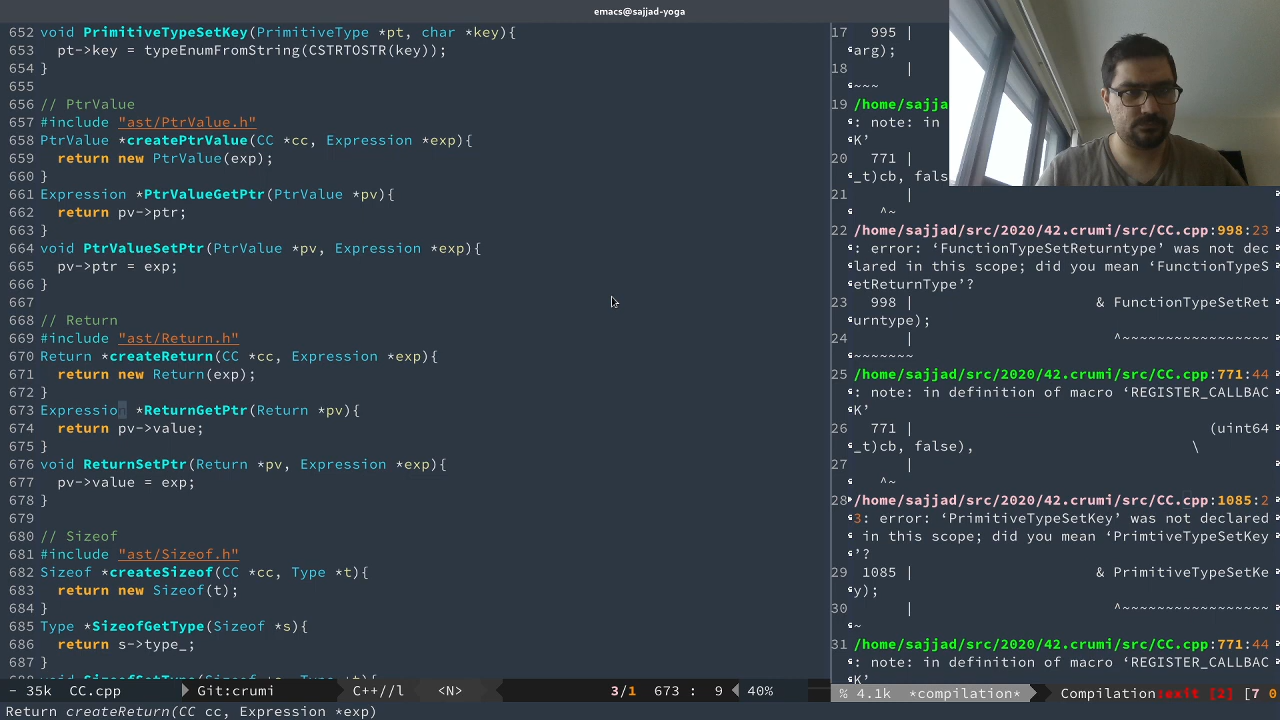 emacs@sajjad-yoga
652 void PrimitiveTypeSetKey(PrimitiveType *pt, char *key){
653   pt->key = typeEnumFromString(CSTRTOSTR(key));
654 }
655
656 // PtrValue
657 #include "ast/PtrValue.h"
658 PtrValue *createPtrValue(CC *cc, Expression *exp){
659   return new PtrValue(exp);
660 }
661 Expression *PtrValueGetPtr(PtrValue *pv){
662   return pv->ptr;
663 }
664 void PtrValueSetPtr(PtrValue *pv, Expression *exp){
665   pv->ptr = exp;
666 }
667
668 // Return
669 #include "ast/Return.h"
670 Return *createReturn(CC *cc, Expression *exp){
671   return new Return(exp);
672 }
673 Expression *ReturnGetPtr(Return *pv){
674   return pv->value;
675 }
676 void ReturnSetPtr(Return *pv, Expression *exp){
677   pv->value = exp;
678 }
679
680 // Sizeof
681 #include "ast/Sizeof.h"
682 Sizeof *createSizeof(CC *cc, Type *t){
683   return new Sizeof(t);
684 }
685 Type *SizeofGetType(Sizeof *s){
686   return s->type_;
687 }
- 35k CC.cpp Git:crumi C++//l <N> 3/1 673 : 9 40%
Return createReturn(CC cc, Expression *exp)
17   995 |
arg);
18       |
~~~
19 /home/sajja
: note: in
K’
20   771 |
_t)cb, fals
21       |
   ^~
22 /home/sajjad/src/2020/42.crumi/src/CC.cpp:998:23
: error: ‘FunctionTypeSetReturntype’ was not dec
lared in this scope; did you mean ‘FunctionTypeS
etReturnType’?
23   998 |                      & FunctionTypeSetRet
urntype);
24       |                        ^~~~~~~~~~~~~~~~~~
~~~~~~~
25 /home/sajjad/src/2020/42.crumi/src/CC.cpp:771:44
: note: in definition of macro ‘REGISTER_CALLBAC
K’
26   771 |                                   (uint64
_t)cb, false),                          \
27       |
   ^~
28 /home/sajjad/src/2020/42.crumi/src/CC.cpp:1085:2
3: error: ‘PrimitiveTypeSetKey’ was not declared
 in this scope; did you mean ‘PrimtiveTypeSetKey
’?
29  1085 |                      & PrimitiveTypeSetKe
y);
30       |                        ^~~~~~~~~~~~~~~~~~
~
31 /home/sajjad/src/2020/42.crumi/src/CC.cpp:771:44
: note: in definition of macro ‘REGISTER_CALLBAC
K’
% 4.1k *compilation* Compilation:exit [2] [7 0